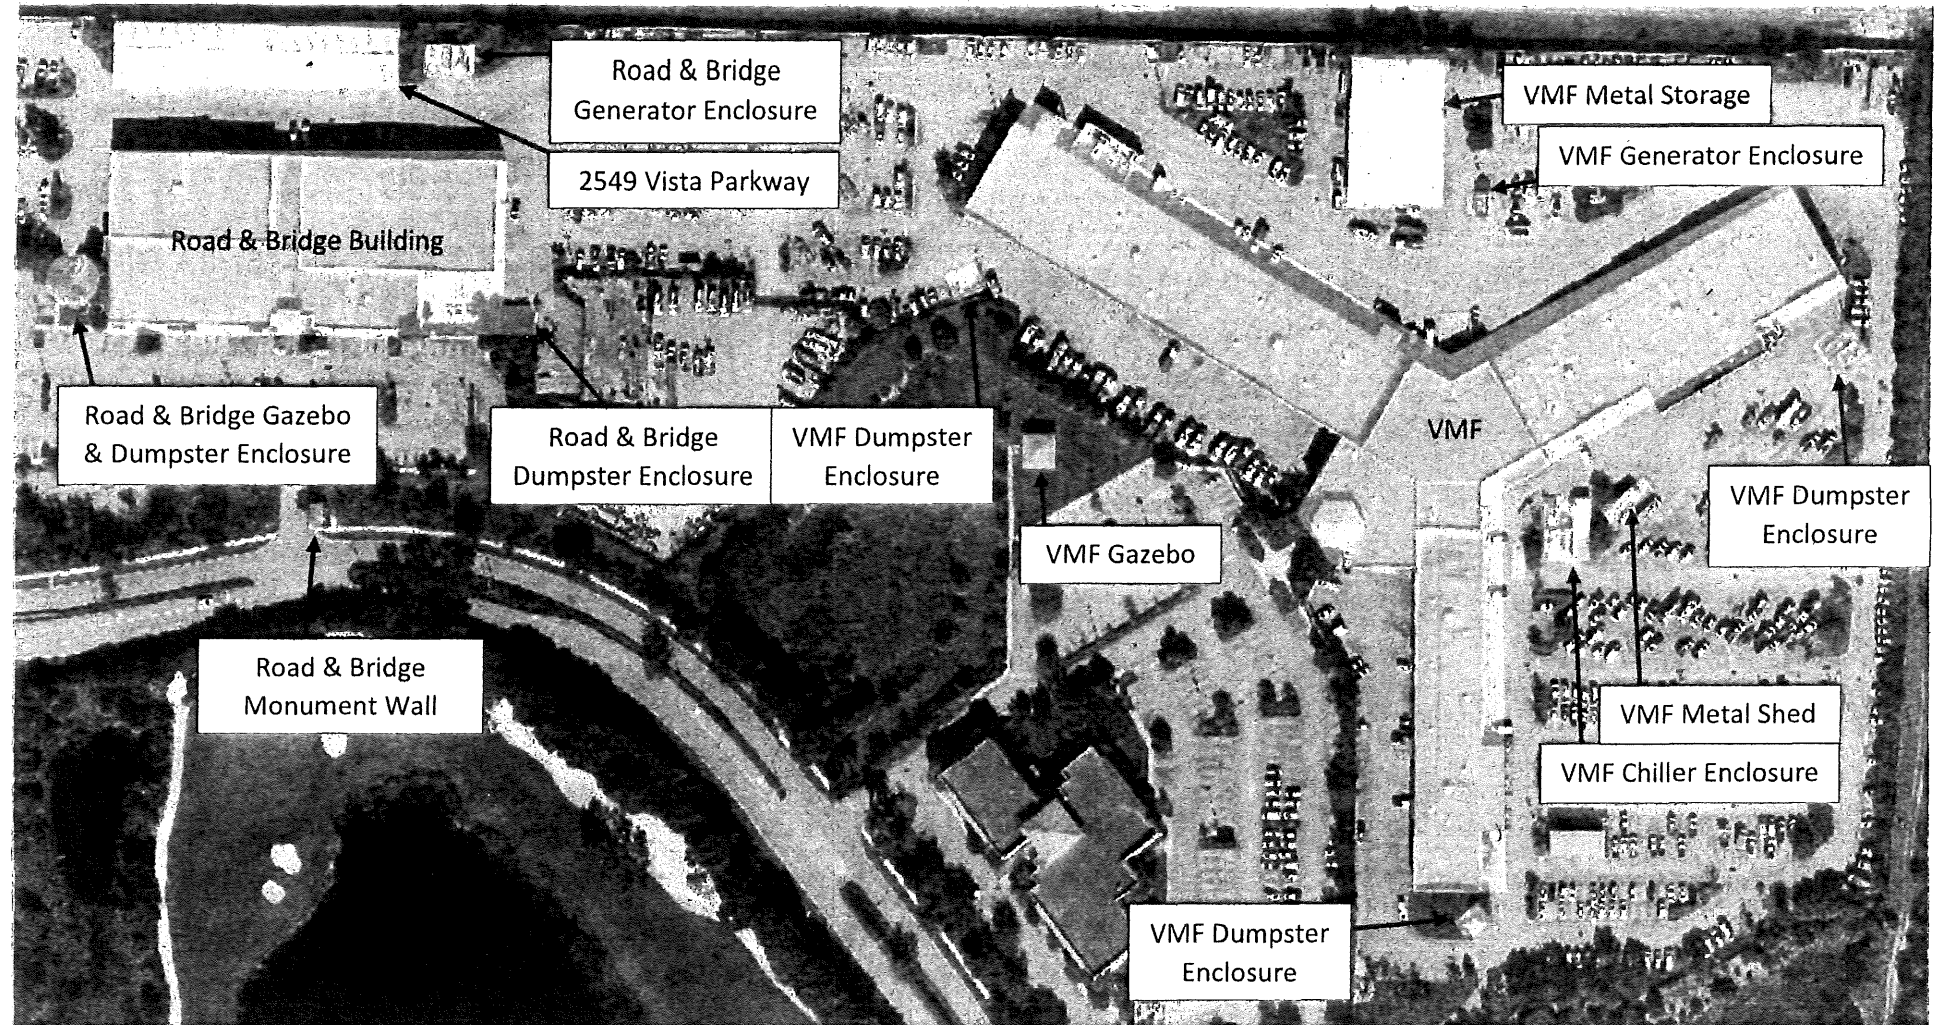 Road & Bridge
Generator Enclosure
2549 Vista Parkway
VMF Metal Storage
VMF Generator Enclosure
Road & Bridge Building
Road & Bridge Gazebo
& Dumpster Enclosure
Road & Bridge
Dumpster Enclosure
VMF Dumpster
Enclosure
VMF
VMF Dumpster
Enclosure
VMF Gazebo
Road & Bridge
Monument Wall
VMF Metal Shed
VMF Chiller Enclosure
VMF Dumpster
Enclosure